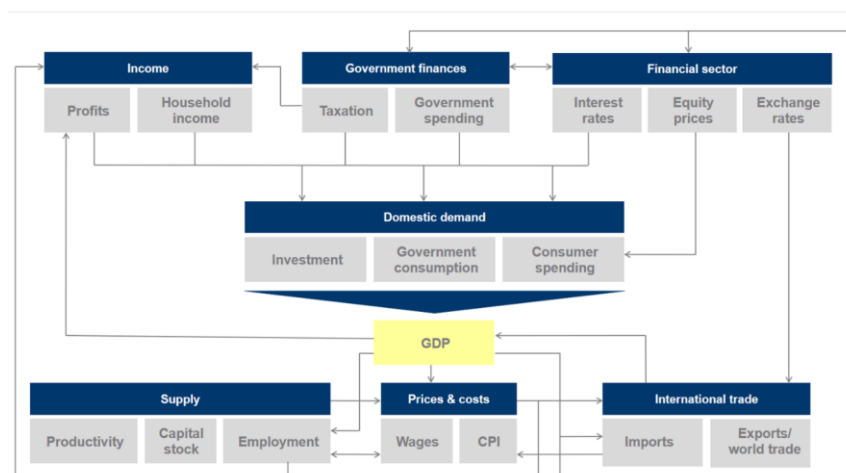 Income
Government finances
Financial sector
Profits
Household
income
Taxation
Government
spending
Interest
rates
Equity
prices
Exchange
rates
Domestic demand
Investment
Government
consumption
Consumer
spending
GDP
Supply
Prices & costs
International trade
Productivity
Capital
stock
Employment
Wages
CPI
Imports
Exports/
world trade